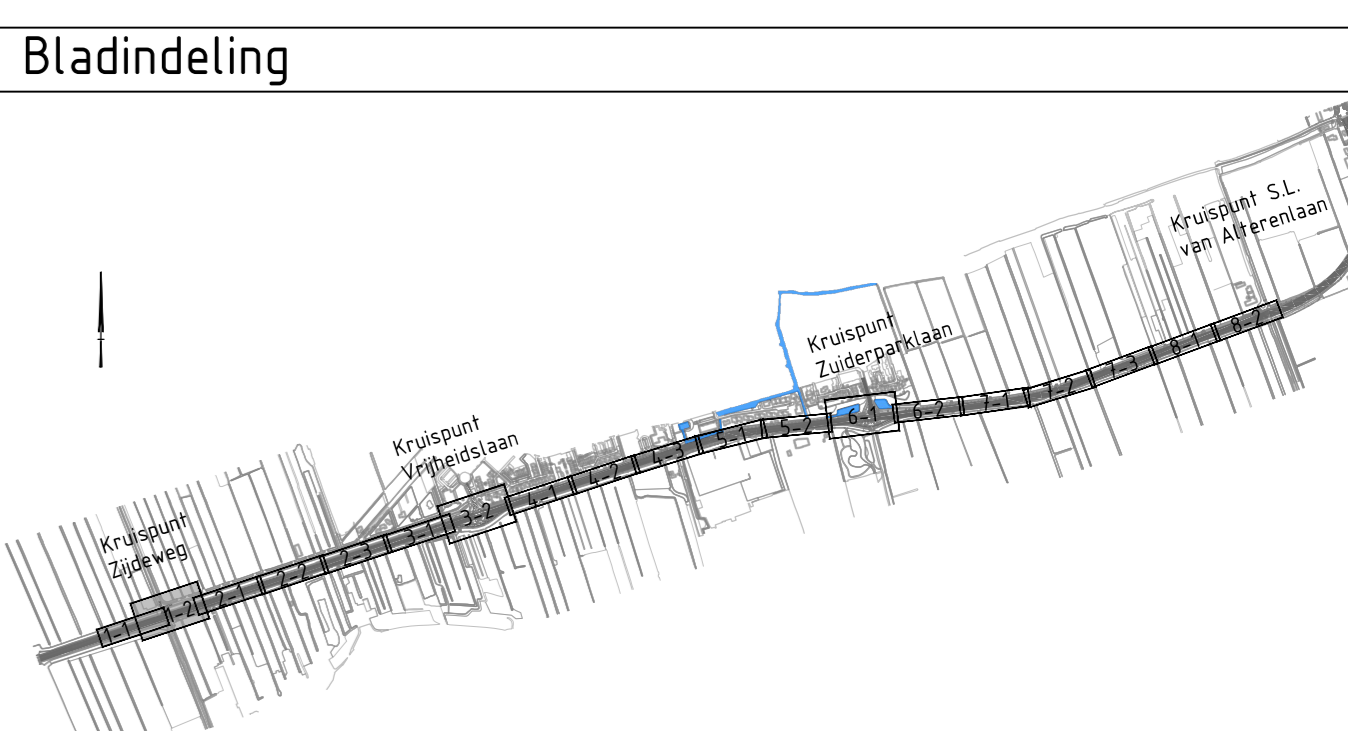 Bladindeling
Kruispunt S.L.
van Alterenlaan
Kruispunt
Zuiderparklaan
Kruispunt
Vrijheidslaan
Kruispunt
Zijdeweg
1-1
1-2
2-1
2-2
2-3
3-1
3-2
4-1
4-2
4-3
5-1
5-2
6-1
6-2
7-1
7-2
7-3
8-1
8-2